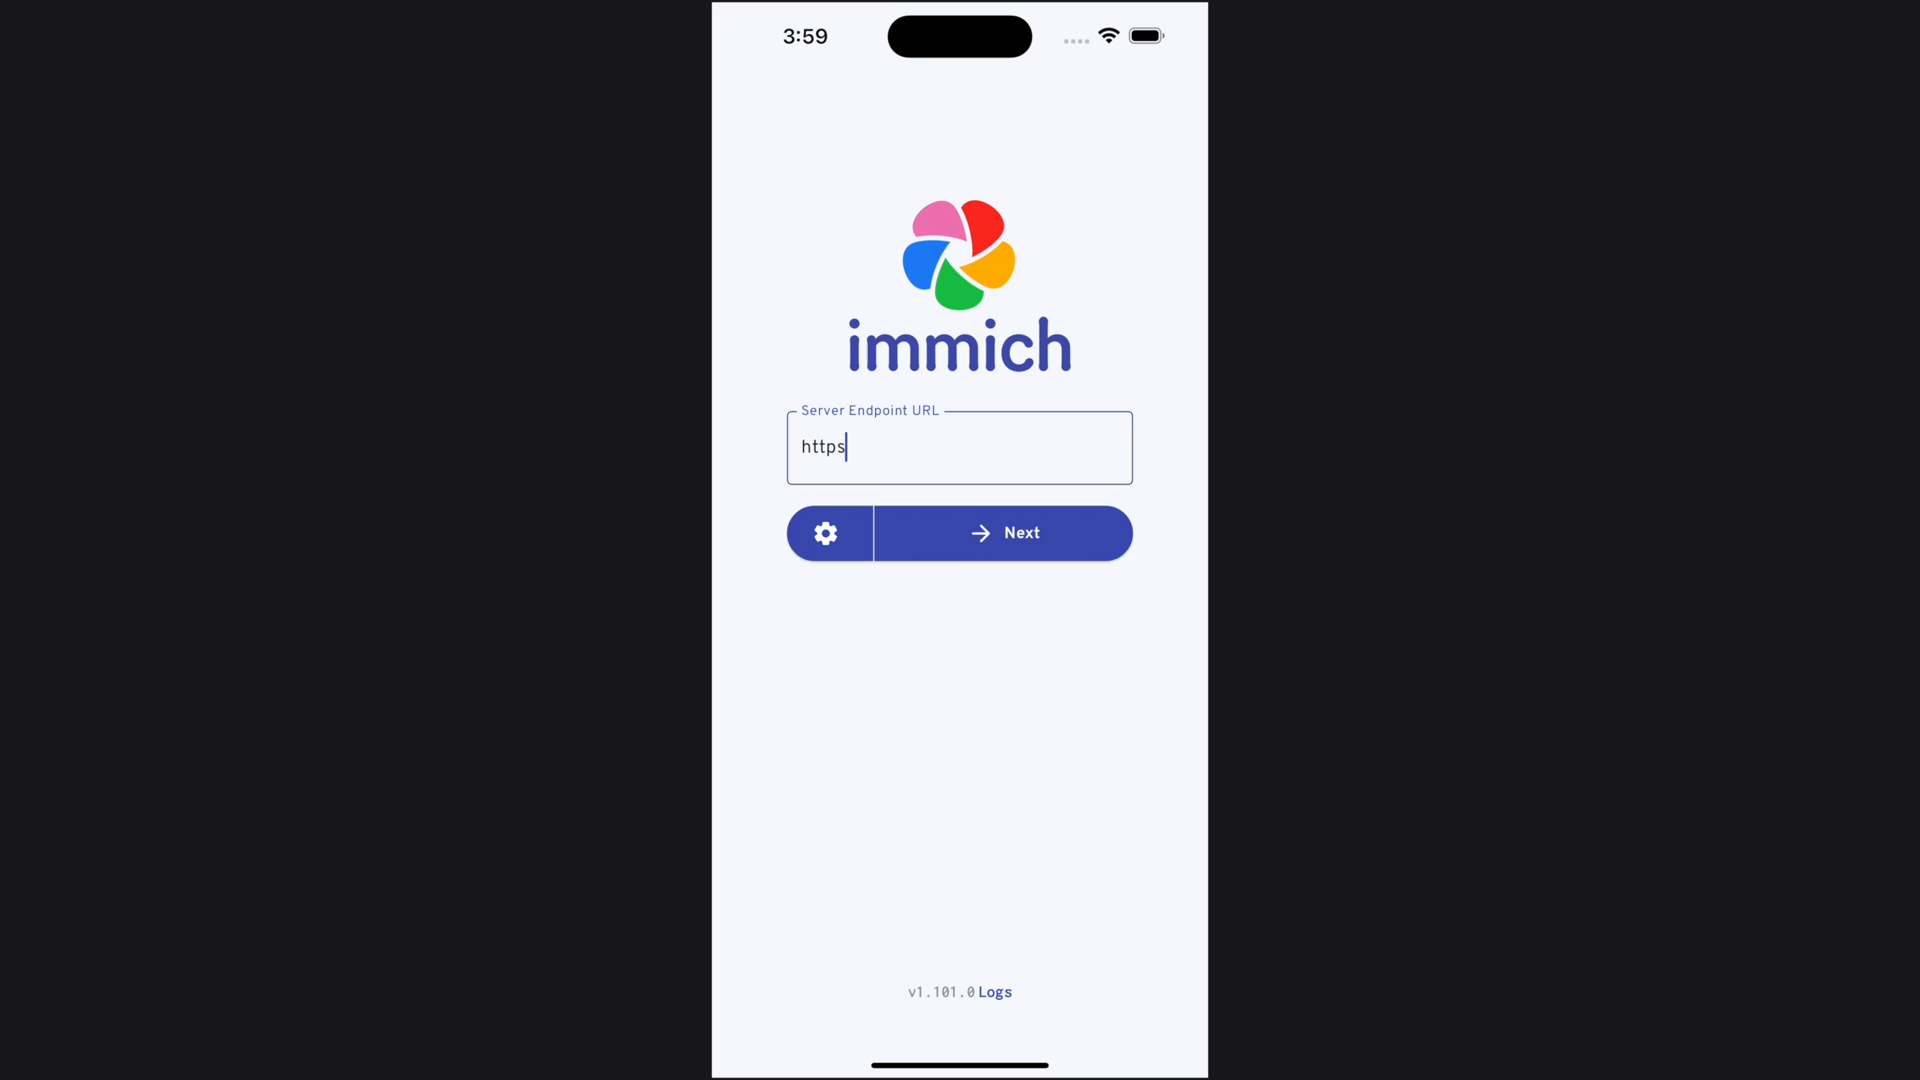 3:59
immich
Server Endpoint URL
https
Next
v1.101.0 Logs